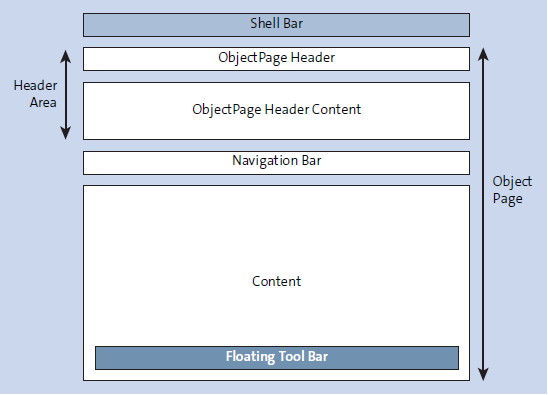 Shell Bar
ObjectPage Header
Header
Area
ObjectPage Header Content
Navigation Bar
Object
Page
Content
Floating Tool Bar